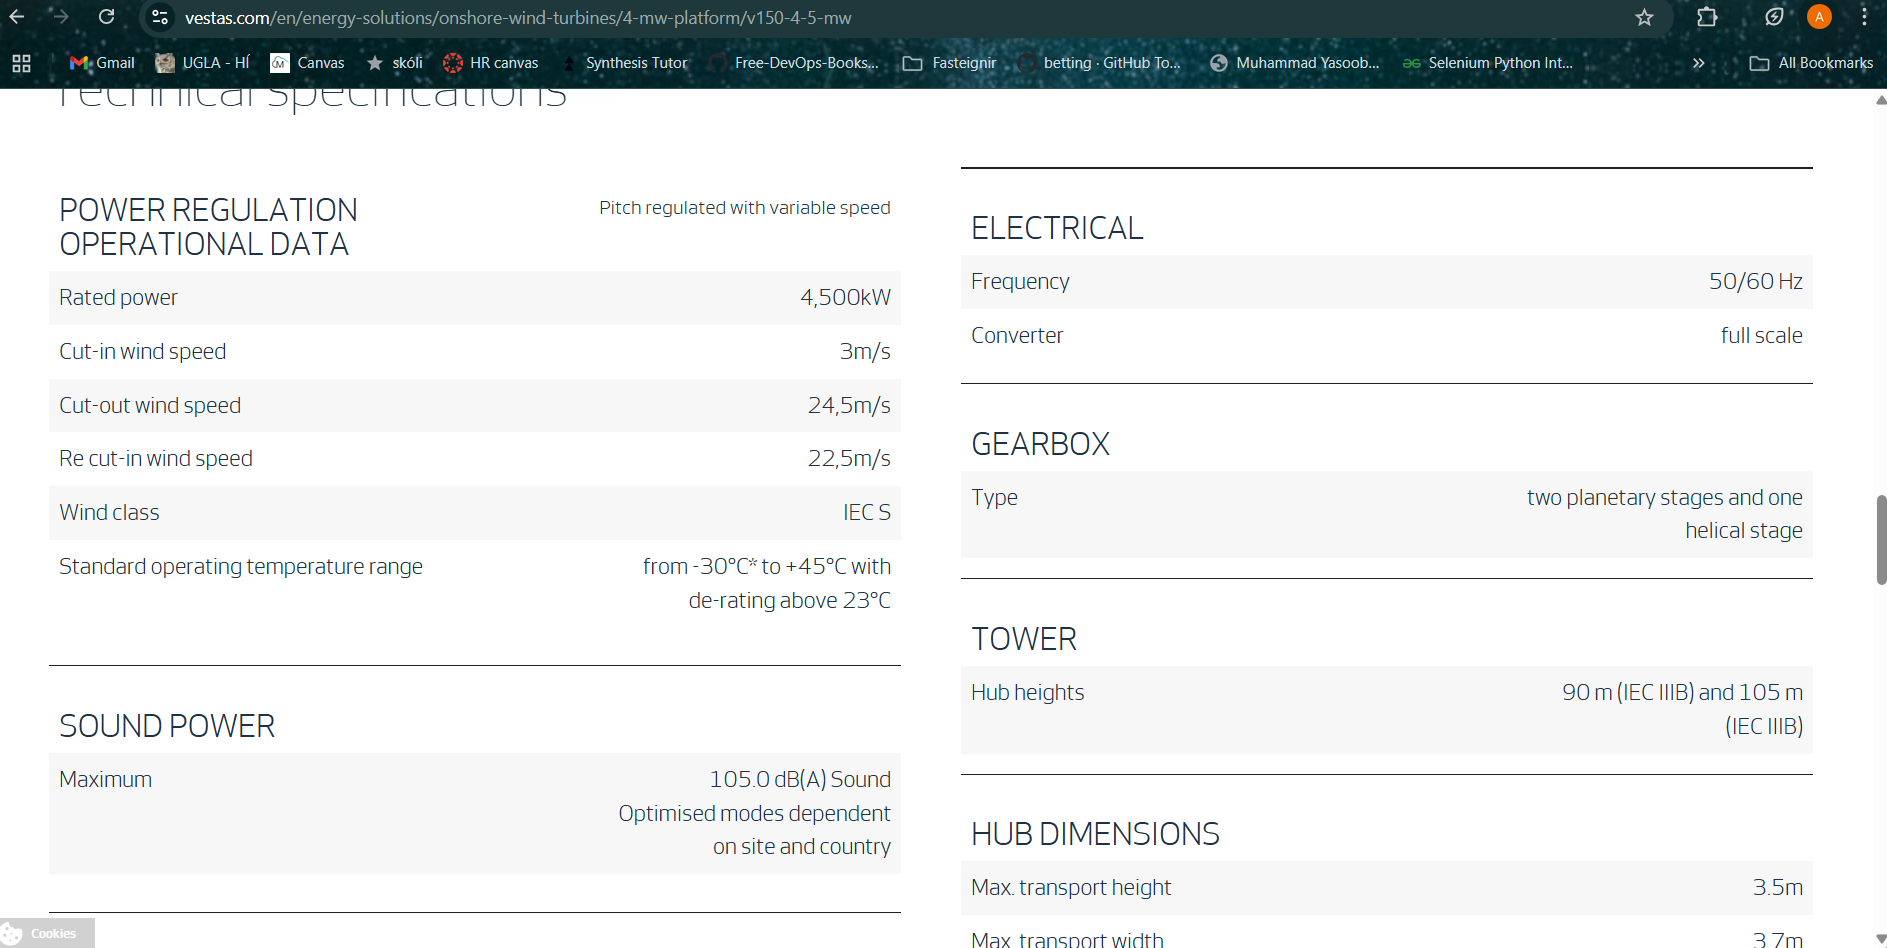 vestas.com/en/energy-solutions/onshore-wind-turbines/4-mw-platform/v150-4-5-mw
A
Gmail
UGLA - HÍ
Canvas
skóli
HR canvas
Synthesis Tutor
Free-DevOps-Books...
Fasteignir
betting · GitHub To...
Muhammad Yasoob...
Selenium Python Int...
»
All Bookmarks
Technical specifications
POWER REGULATION
OPERATIONAL DATA
Pitch regulated with variable speed
Rated power 4,500kW
Cut-in wind speed 3m/s
Cut-out wind speed 24,5m/s
Re cut-in wind speed 22,5m/s
Wind class IEC S
Standard operating temperature range from -30°C* to +45°C with
de-rating above 23°C
SOUND POWER
Maximum 105.0 dB(A) Sound
Optimised modes dependent
on site and country
ELECTRICAL
Frequency 50/60 Hz
Converter full scale
GEARBOX
Type two planetary stages and one
helical stage
TOWER
Hub heights 90 m (IEC IIIB) and 105 m
(IEC IIIB)
HUB DIMENSIONS
Max. transport height 3.5m
Max. transport width 3.7m
Cookies